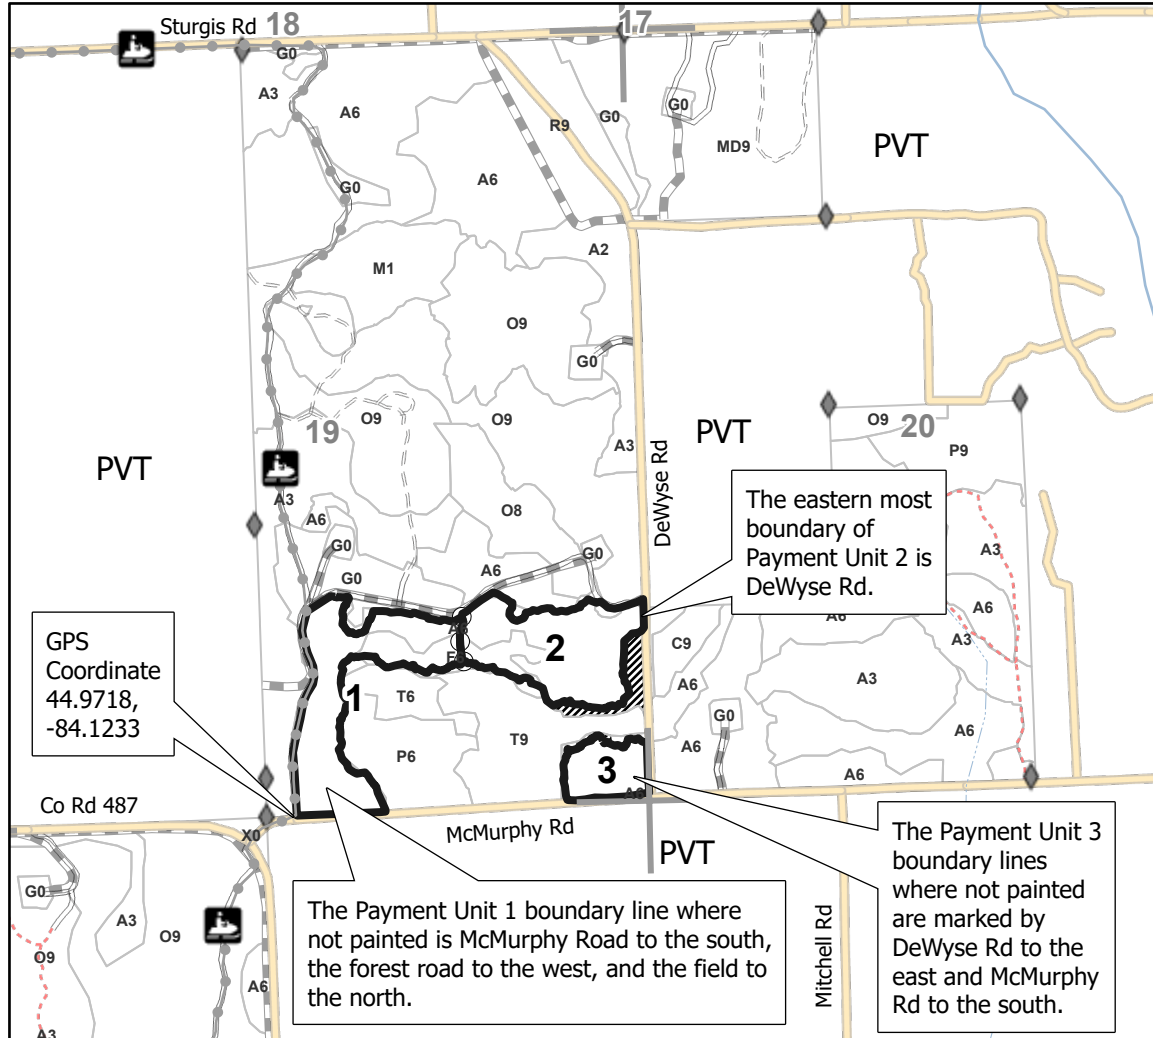 Sturgis Rd
18
17
G0
A3
A6
G0
R9
G0
G0
MD9
PVT
A6
G0
A2
M1
O9
G0
O9
20
P9
19
O9
O9
A3
PVT
DeWyse Rd
PVT
A3
A6
O8
G0
G0
G0
A6
The eastern most
boundary of
Payment Unit 2 is
DeWyse Rd.
A3
A6
A6
A3
GPS
Coordinate
44.9718,
-84.1233
1
2
C9
A6
A3
T6
G0
T9
A6
A6
P6
3
A6
A6
Co Rd 487
McMurphy Rd
X0
PVT
G0
A3
O9
O9
A6
A3
The Payment Unit 1 boundary line where
not painted is McMurphy Road to the south,
the forest road to the west, and the field to
the north.
Mitchell Rd
The Payment Unit 3
boundary lines
where not painted
are marked by
DeWyse Rd to the
east and McMurphy
Rd to the south.